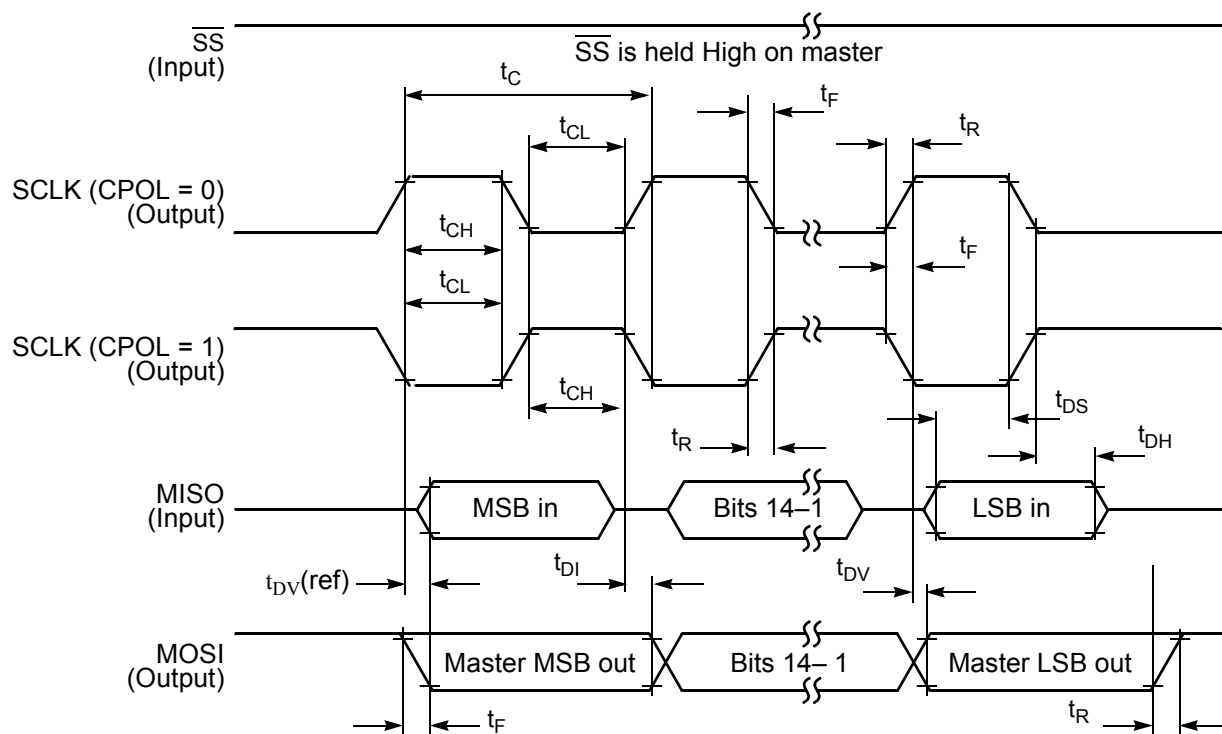 SS
(Input)
SS is held High on master
tC
tF
tCL
tR
SCLK (CPOL = 0)
(Output)
tCH
tF
tCL
SCLK (CPOL = 1)
(Output)
tCH
tDS
tR
tDH
MISO
(Input)
MSB in
Bits 14–1
LSB in
tDV(ref)
tDI
tDV
MOSI
(Output)
Master MSB out
Bits 14– 1
Master LSB out
tF
tR